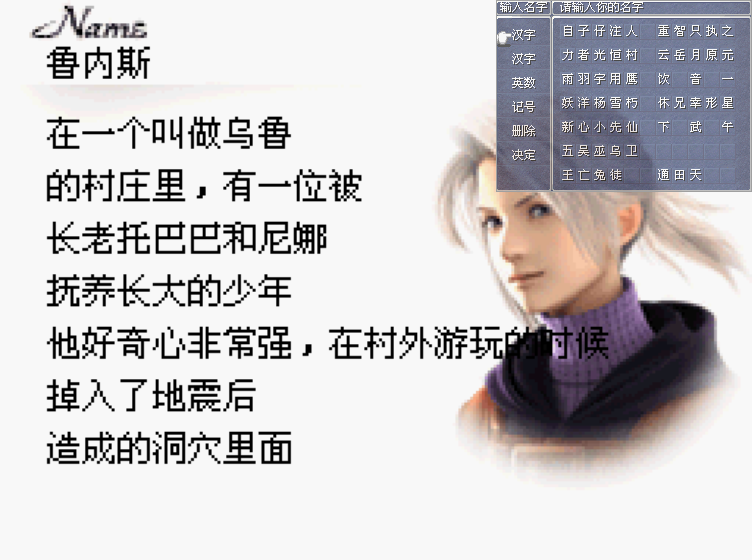 Name
鲁内斯
在一个叫做乌鲁
的村庄里，有一位被
长老托巴巴和尼娜
抚养长大的少年
他好奇心非常强，在村外游玩的时候
掉入了地震后
造成的洞穴里面
输入名字
请输入你的名字
汉字
汉字
英数
记号
删除
决定
自子仔注人 重智只执之
力者光恒村 云岳月原元
雨羽宇用鹰 饮 音 一
妖洋杨雪朽 休兄幸形星
新心小先仙 下 武 午
五吴巫乌卫
王亡兔徒 通田天